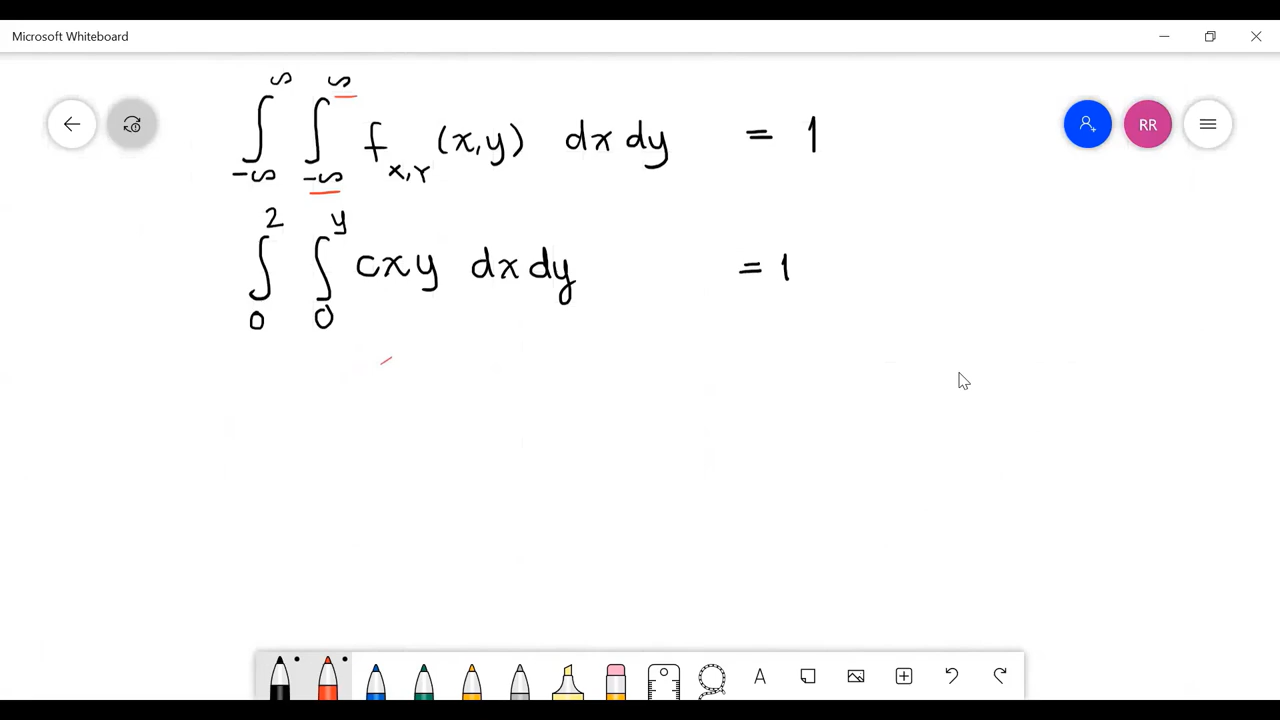 Microsoft Whiteboard
RR
∫_{-∞}^{∞} ∫_{-∞}^{∞} f_{X,Y}(x,y) dx dy = 1
∫_0^2 ∫_0^y cxy dx dy = 1
A